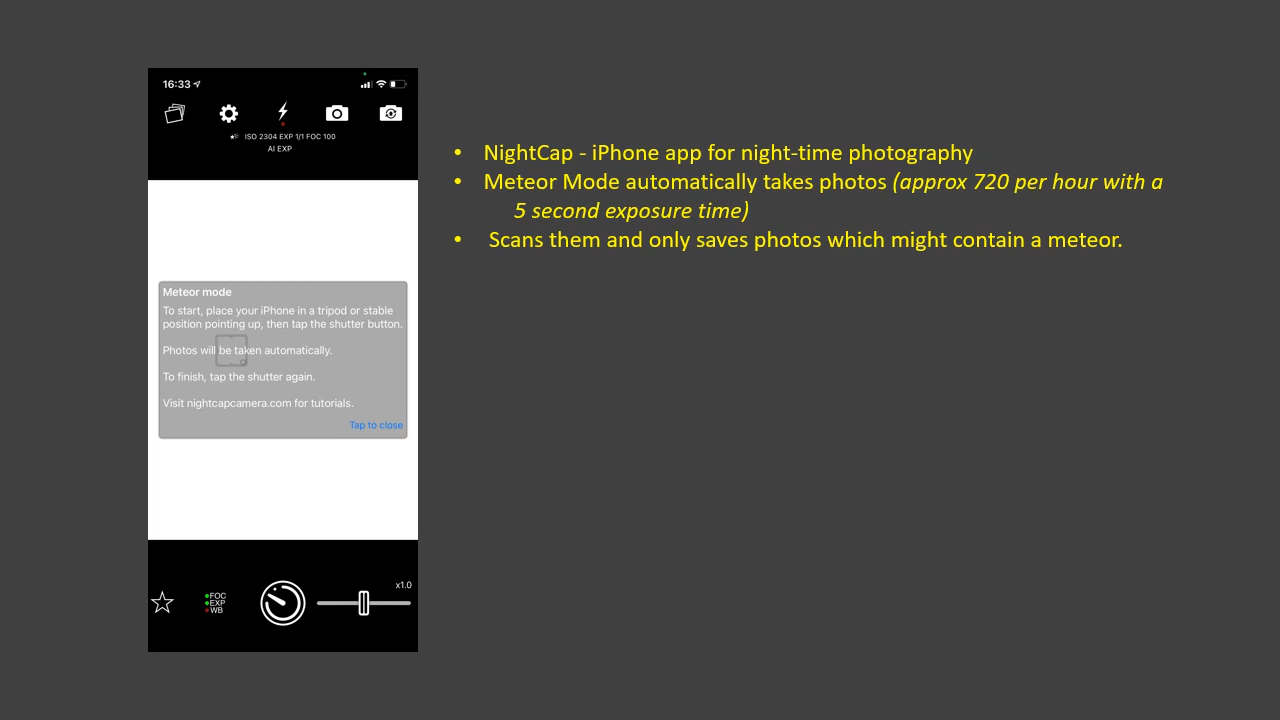 16:33
ISO 2304 EXP 1/1 FOC 100
AI EXP
Meteor mode
To start, place your iPhone in a tripod or stable
position pointing up, then tap the shutter button.
Photos will be taken automatically.
To finish, tap the shutter again.
Visit nightcapcamera.com for tutorials.
Tap to close
x1.0
FOC
EXP
WB
• NightCap - iPhone app for night-time photography
• Meteor Mode automatically takes photos (approx 720 per hour with a
5 second exposure time)
• Scans them and only saves photos which might contain a meteor.